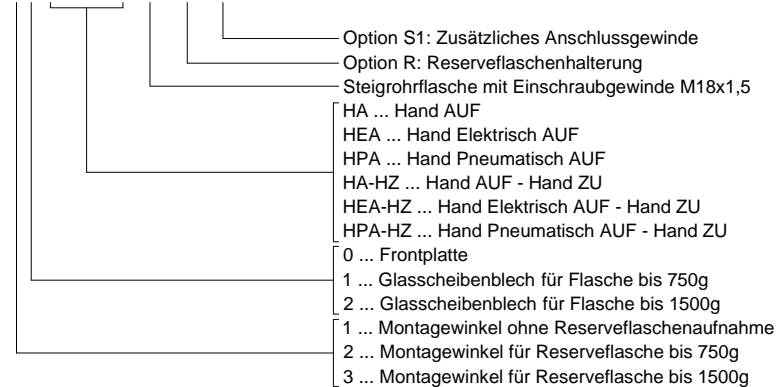 Option S1: Zusätzliches Anschlussgewinde
Option R: Reserveflaschenhalterung
Steigrohrflasche mit Einschraubgewinde M18x1,5
HA ... Hand AUF
HEA ... Hand Elektrisch AUF
HPA ... Hand Pneumatisch AUF
HA-HZ ... Hand AUF - Hand ZU
HEA-HZ ... Hand Elektrisch AUF - Hand ZU
HPA-HZ ... Hand Pneumatisch AUF - Hand ZU
0 ... Frontplatte
1 ... Glasscheibenblech für Flasche bis 750g
2 ... Glasscheibenblech für Flasche bis 1500g
1 ... Montagewinkel ohne Reserveflaschenaufnahme
2 ... Montagewinkel für Reserveflasche bis 750g
3 ... Montagewinkel für Reserveflasche bis 1500g